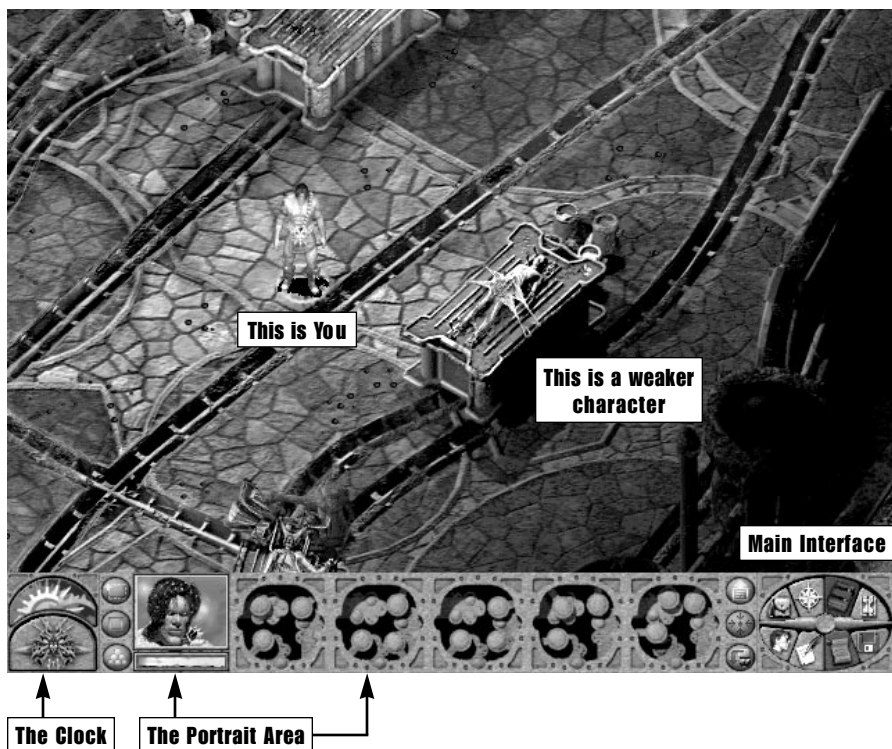 This is You
This is a weaker
character
Main Interface
The Clock
The Portrait Area